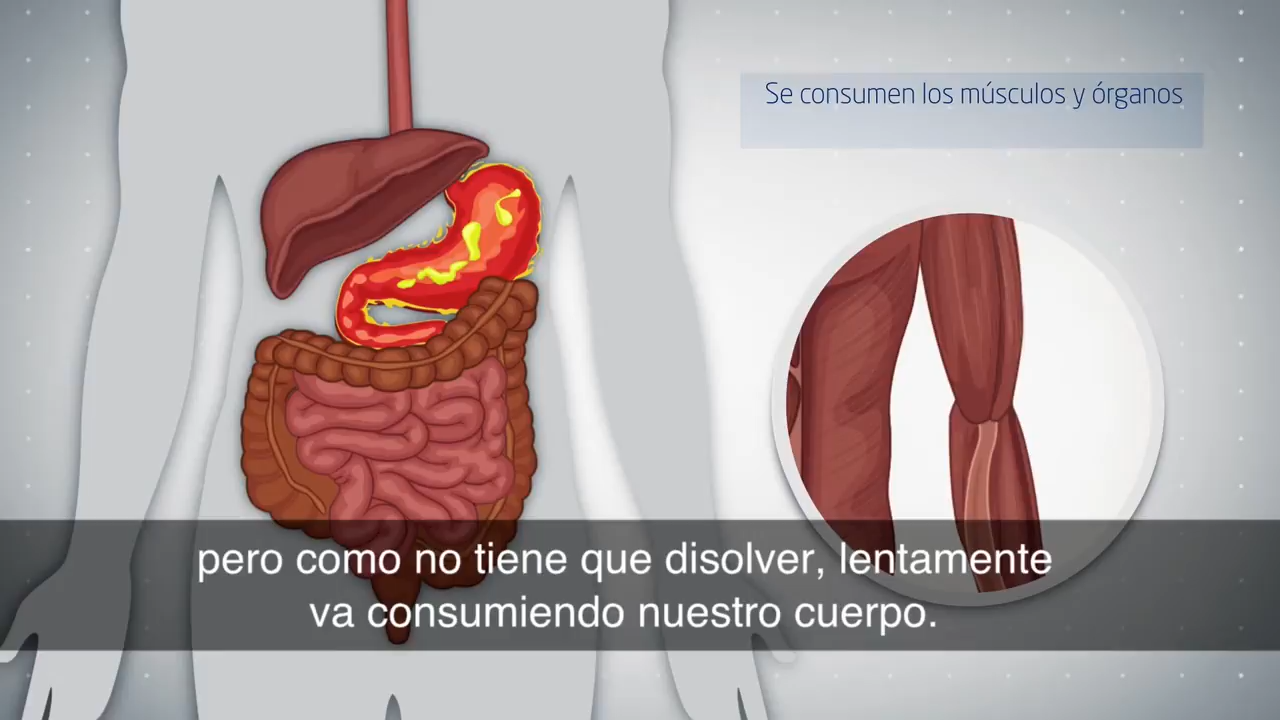 Se consumen los músculos y órganos
pero como no tiene que disolver, lentamente
va consumiendo nuestro cuerpo.